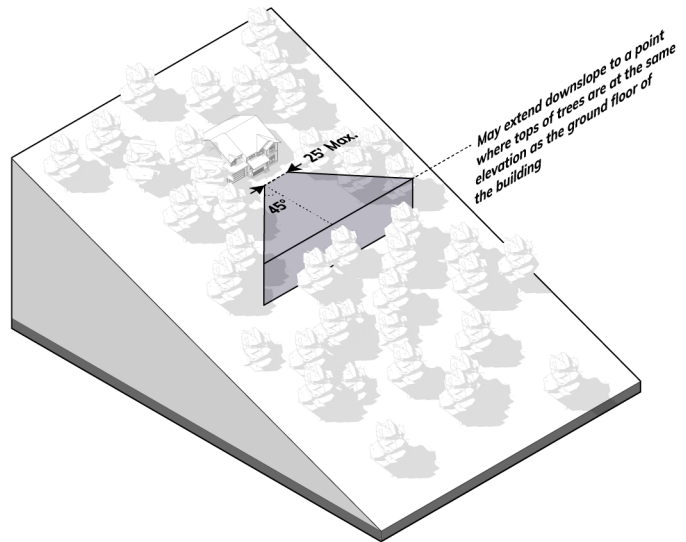 May extend downslope to a point
where tops of trees are at the same
elevation as the ground floor of
the building
25' Max.
45°